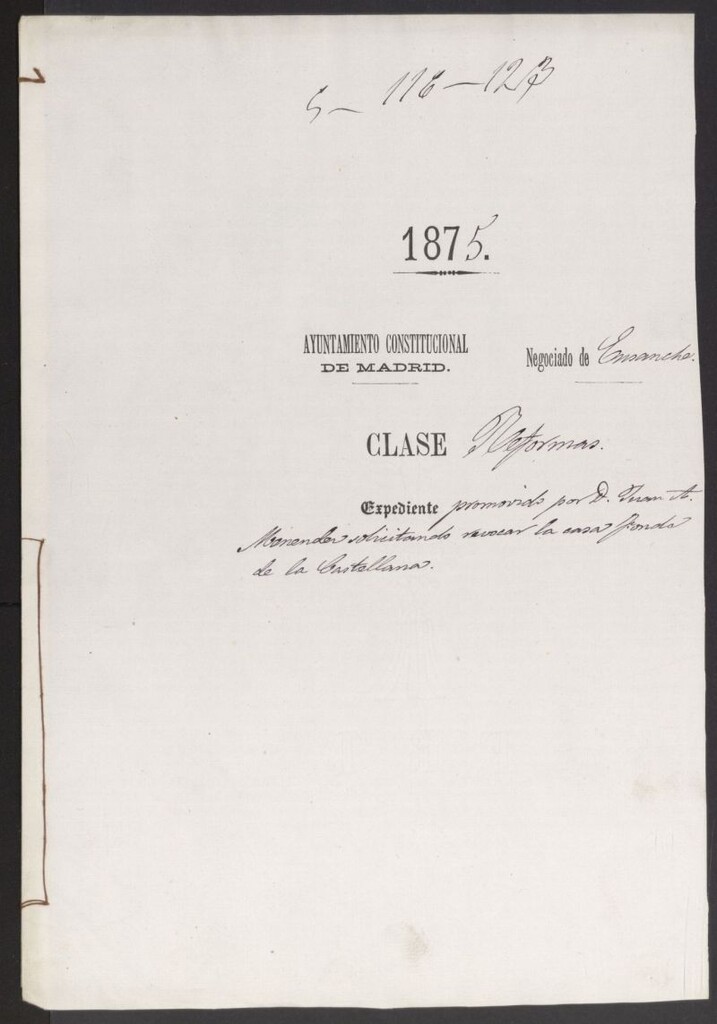 5 - 116 - 123
1875.
AYUNTAMIENTO CONSTITUCIONAL
DE MADRID.
Negociado de Ensanche.
CLASE Reformas.
Expediente promovido por D. Juan A.
Menendez solicitando revocar la casa fonda
de la Castellana.